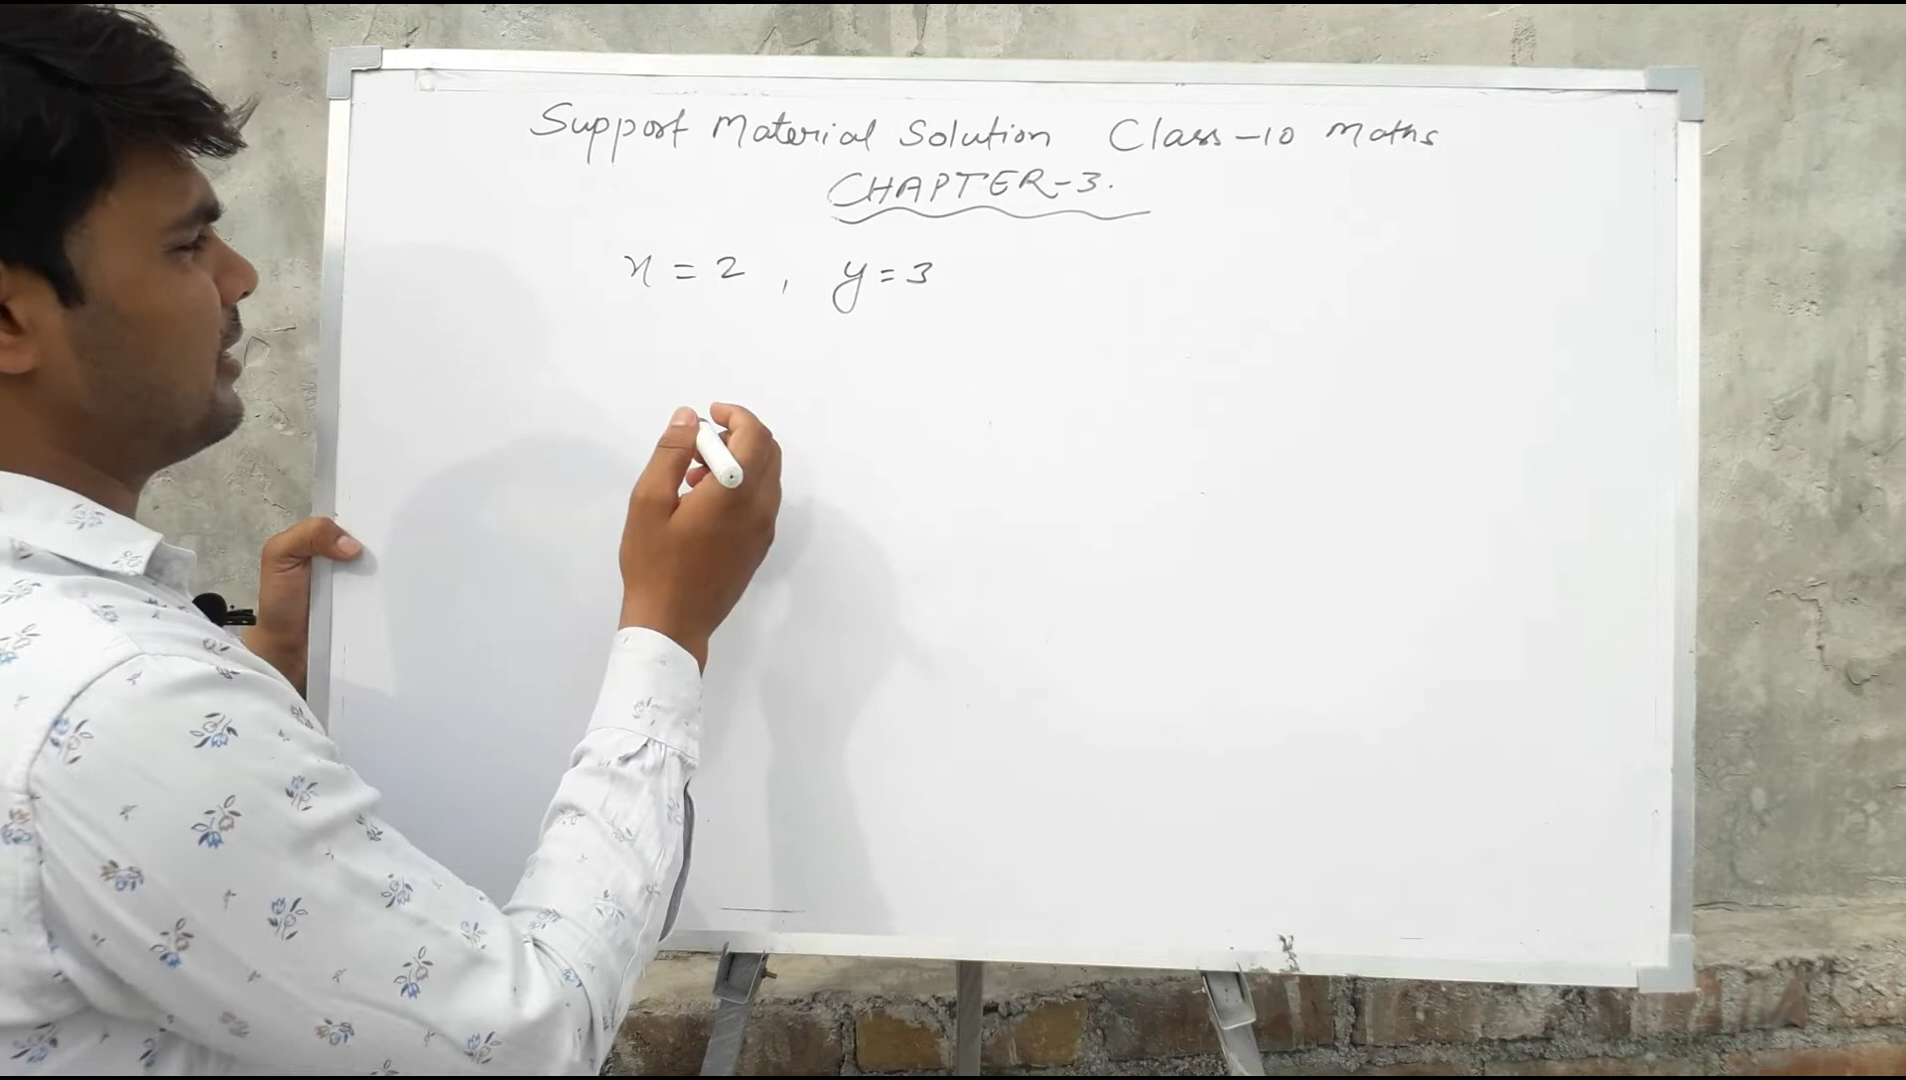 Support Material Solution Class-10 Maths
CHAPTER-3.
x = 2 , y = 3